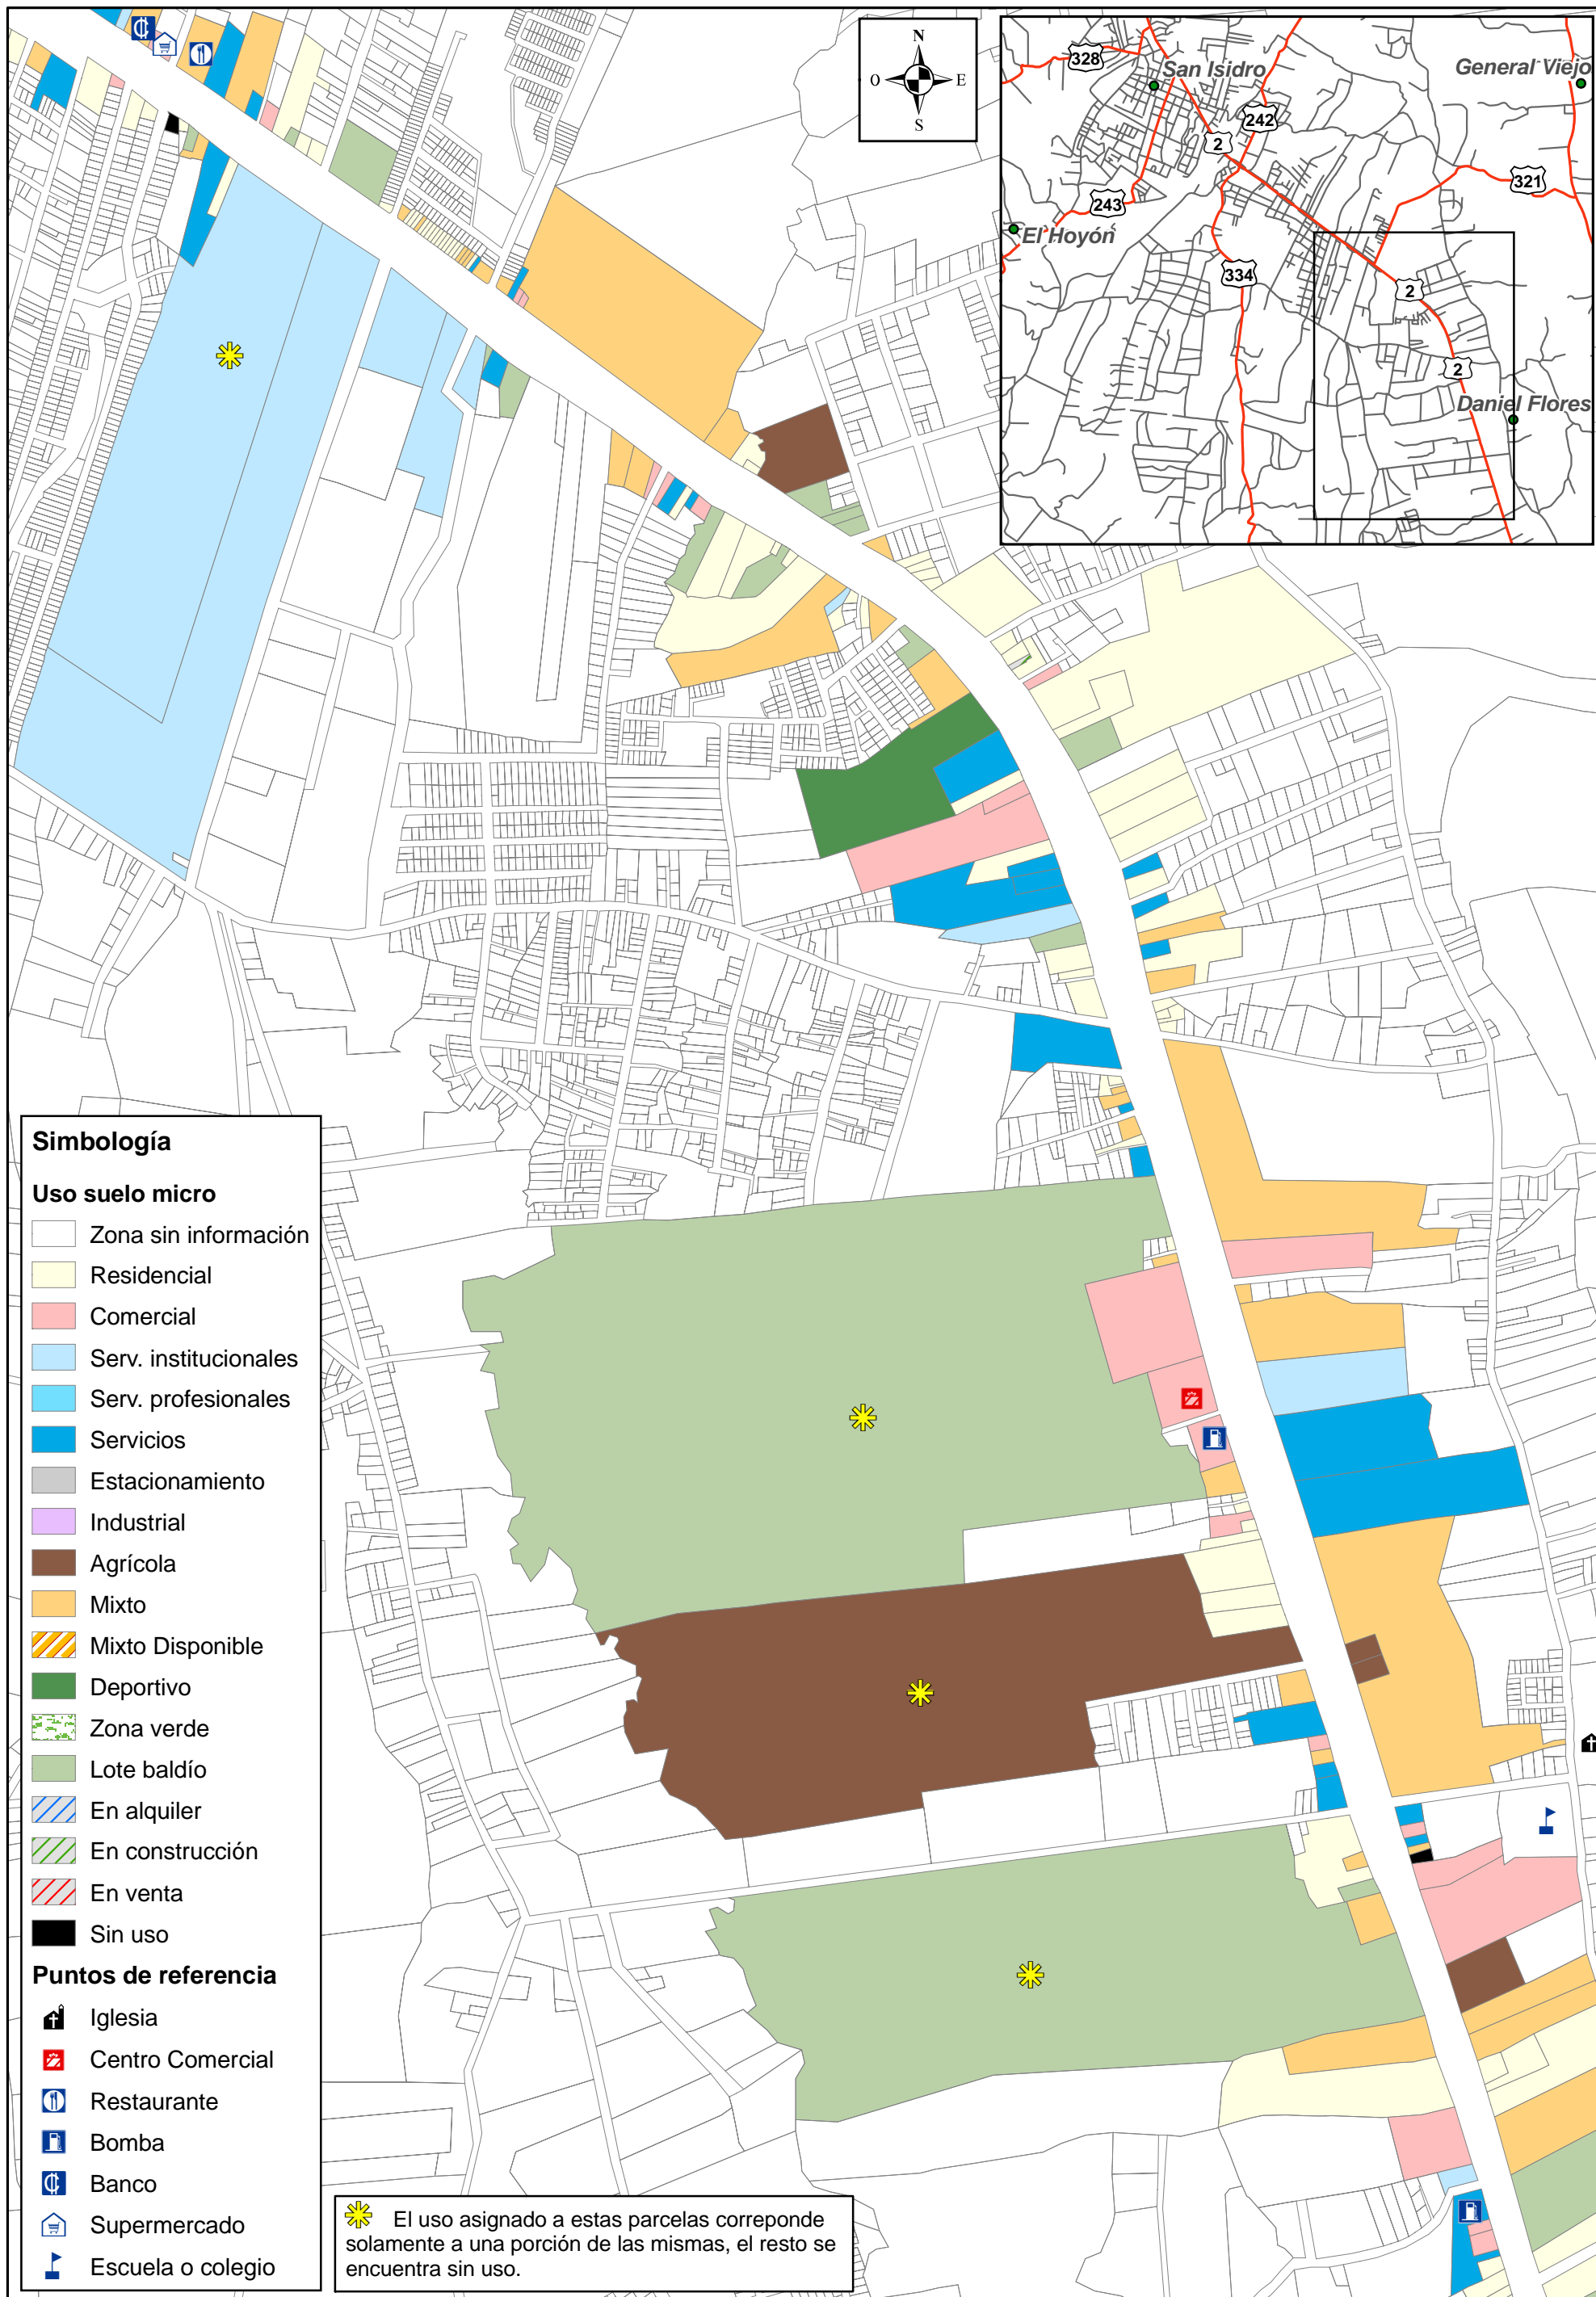 N
O
E
S
328
San Isidro
General Viejo
242
2
321
243
El Hoyón
334
2
2
Daniel Flores
Simbología
Uso suelo micro
Zona sin información
Residencial
Comercial
Serv. institucionales
Serv. profesionales
Servicios
Estacionamiento
Industrial
Agrícola
Mixto
Mixto Disponible
Deportivo
Zona verde
Lote baldío
En alquiler
En construcción
En venta
Sin uso
Puntos de referencia
Iglesia
Centro Comercial
Restaurante
Bomba
Banco
Supermercado
Escuela o colegio
El uso asignado a estas parcelas correponde
solamente a una porción de las mismas, el resto se
encuentra sin uso.